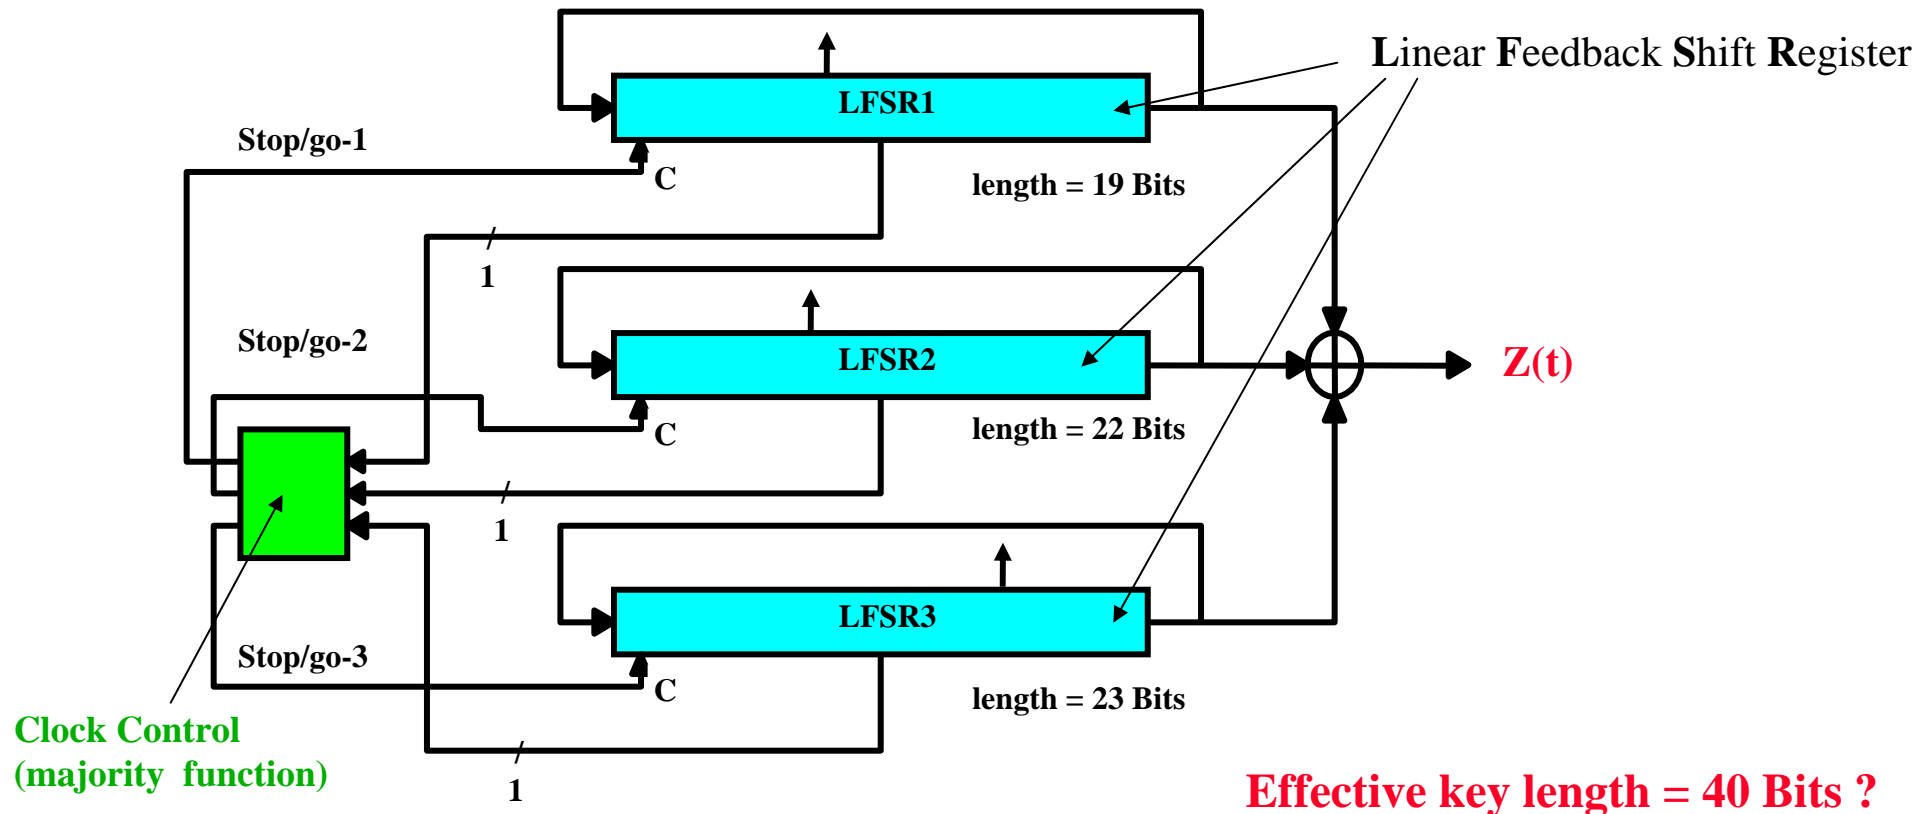 Linear Feedback Shift Register
LFSR1
Stop/go-1
C
length = 19 Bits
1
Stop/go-2
LFSR2
Z(t)
C
length = 22 Bits
1
LFSR3
Stop/go-3
C
length = 23 Bits
Clock Control
(majority function)
1
Effective key length = 40 Bits ?